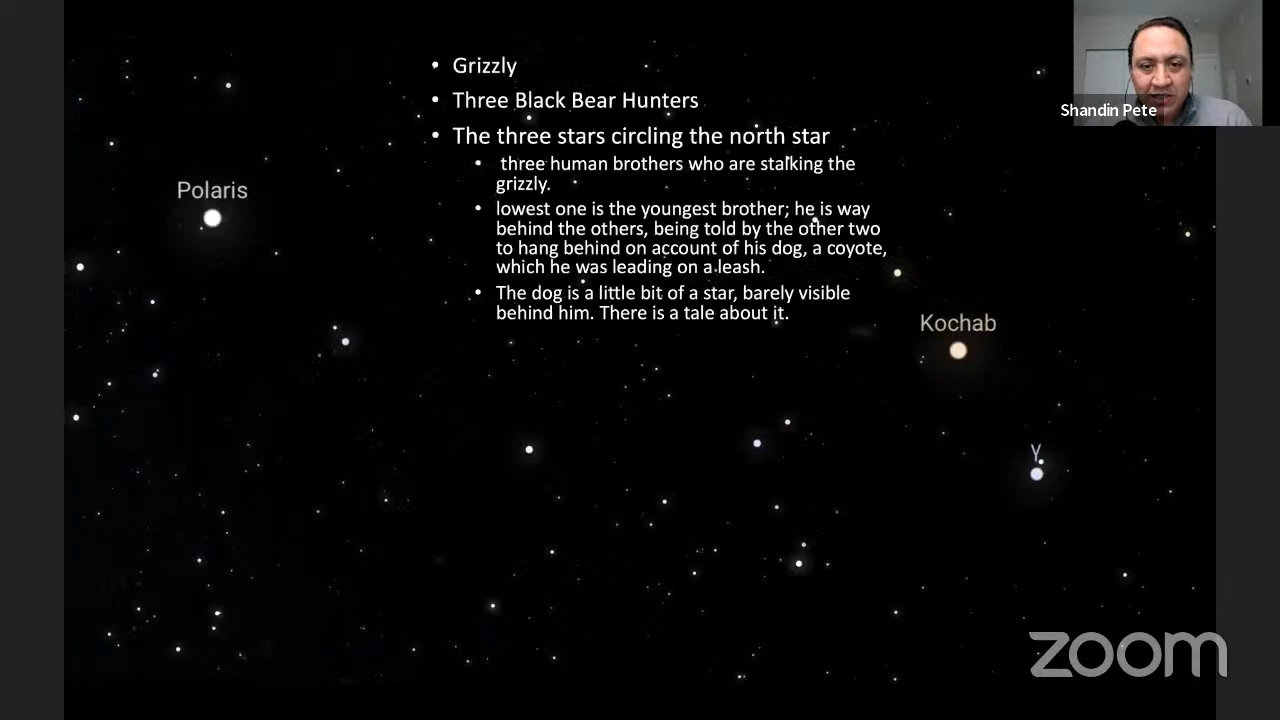 • Grizzly
• Three Black Bear Hunters
• The three stars circling the north star
• three human brothers who are stalking the
grizzly.
• lowest one is the youngest brother; he is way
behind the others, being told by the other two
to hang behind on account of his dog, a coyote,
which he was leading on a leash.
• The dog is a little bit of a star, barely visible
behind him. There is a tale about it.
Shandin Pete
Polaris
Kochab
γ
zoom